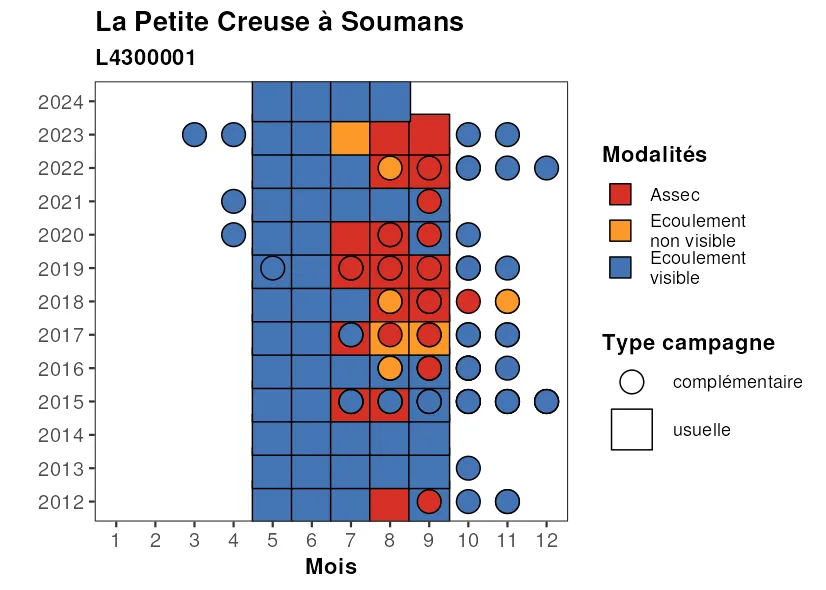 La Petite Creuse à Soumans
L4300001
2024
2023
2022
2021
2020
2019
2018
2017
2016
2015
2014
2013
2012
1 2 3 4 5 6 7 8 9 10 11 12
Mois
Modalités
Assec
Ecoulement
non visible
Ecoulement
visible
Type campagne
complémentaire
usuelle